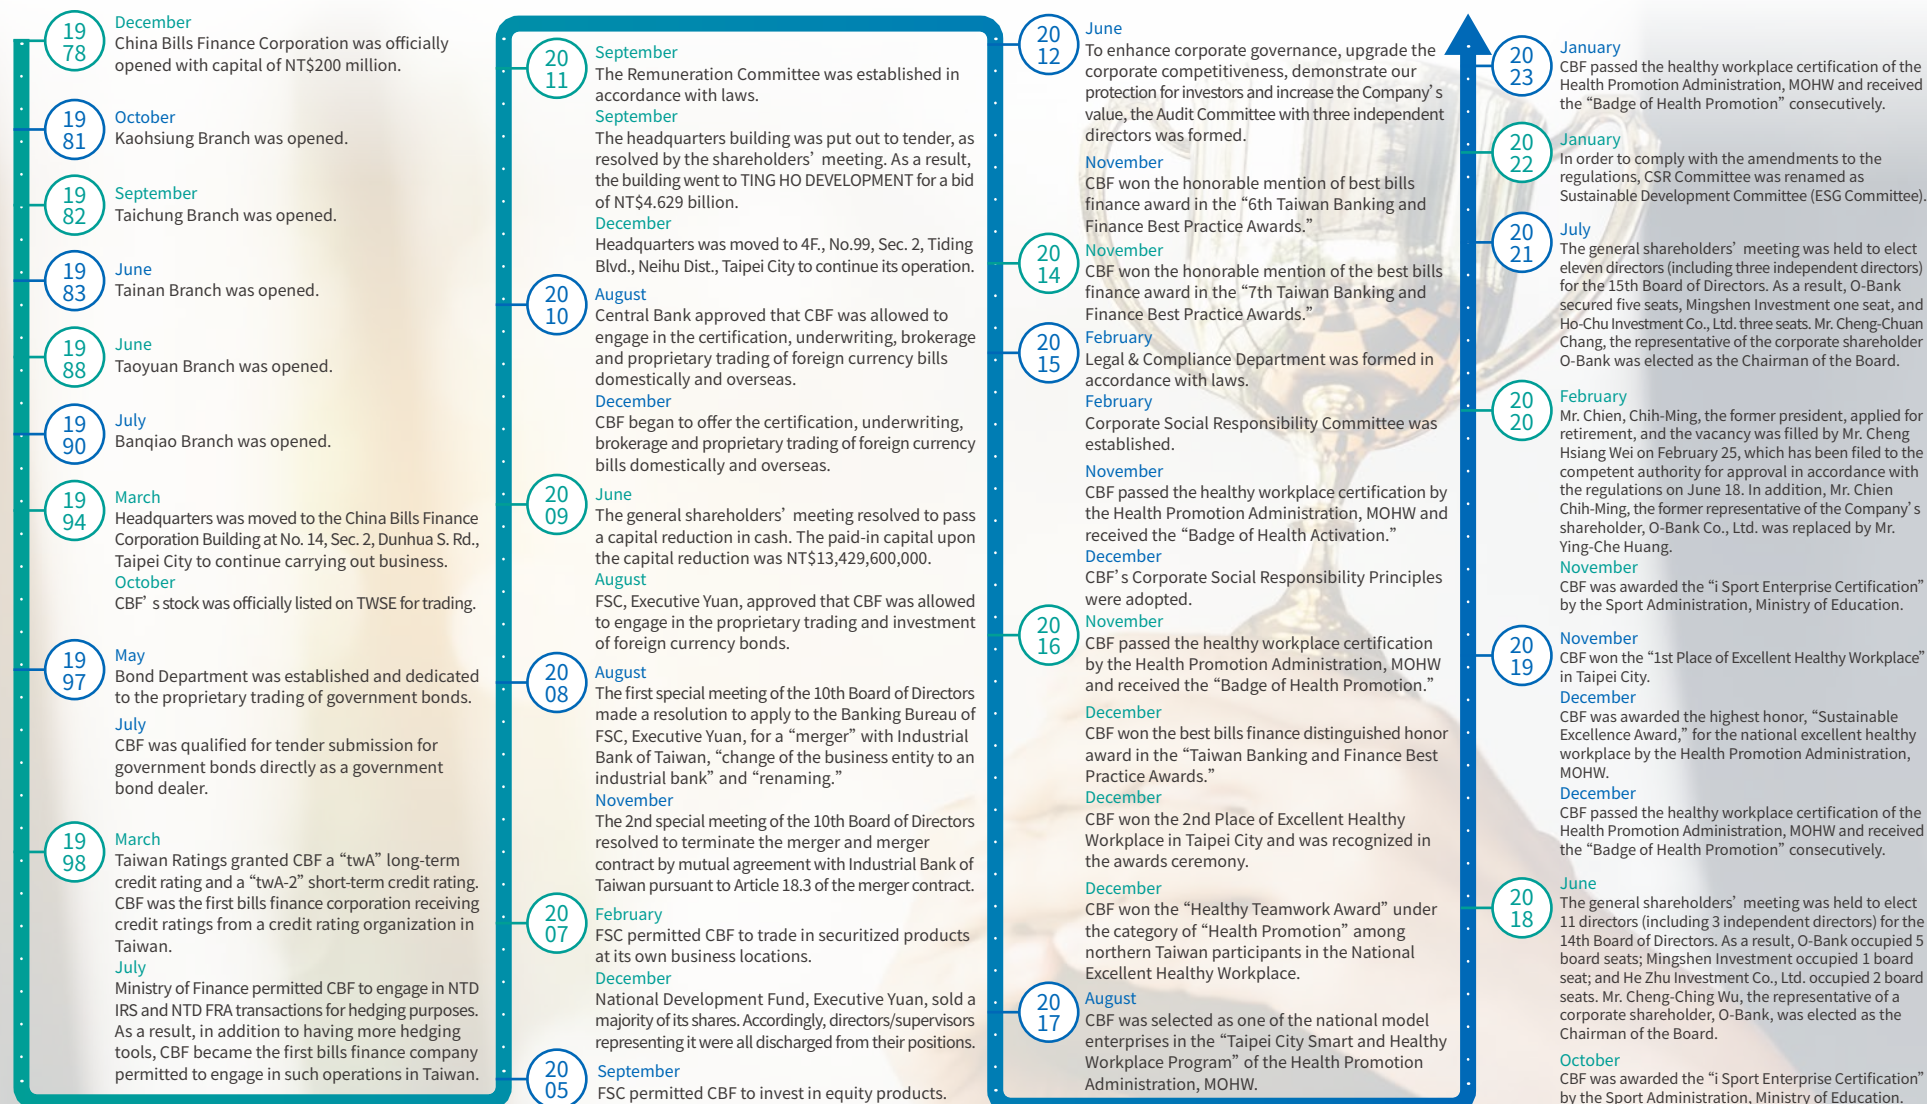 19
78
December
China Bills Finance Corporation was officially
opened with capital of NT$200 million.
19
81
October
Kaohsiung Branch was opened.
19
82
September
Taichung Branch was opened.
19
83
June
Tainan Branch was opened.
19
88
June
Taoyuan Branch was opened.
19
90
July
Banqiao Branch was opened.
19
94
March
Headquarters was moved to the China Bills Finance
Corporation Building at No. 14, Sec. 2, Dunhua S. Rd.,
Taipei City to continue carrying out business.
October
CBF’s stock was officially listed on TWSE for trading.
19
97
May
Bond Department was established and dedicated
to the proprietary trading of government bonds.
July
CBF was qualified for tender submission for
government bonds directly as a government
bond dealer.
19
98
March
Taiwan Ratings granted CBF a “twA” long-term
credit rating and a “twA-2” short-term credit rating.
CBF was the first bills finance corporation receiving
credit ratings from a credit rating organization in
Taiwan.
July
Ministry of Finance permitted CBF to engage in NTD
IRS and NTD FRA transactions for hedging purposes.
As a result, in addition to having more hedging
tools, CBF became the first bills finance company
permitted to engage in such operations in Taiwan.
20
11
September
The Remuneration Committee was established in
accordance with laws.
September
The headquarters building was put out to tender, as
resolved by the shareholders’ meeting. As a result,
the building went to TING HO DEVELOPMENT for a bid
of NT$4.629 billion.
December
Headquarters was moved to 4F., No.99, Sec. 2, Tiding
Blvd., Neihu Dist., Taipei City to continue its operation.
20
10
August
Central Bank approved that CBF was allowed to
engage in the certification, underwriting, brokerage
and proprietary trading of foreign currency bills
domestically and overseas.
December
CBF began to offer the certification, underwriting,
brokerage and proprietary trading of foreign currency
bills domestically and overseas.
20
09
June
The general shareholders’ meeting resolved to pass
a capital reduction in cash. The paid-in capital upon
the capital reduction was NT$13,429,600,000.
August
FSC, Executive Yuan, approved that CBF was allowed
to engage in the proprietary trading and investment
of foreign currency bonds.
20
08
August
The first special meeting of the 10th Board of Directors
made a resolution to apply to the Banking Bureau of
FSC, Executive Yuan, for a “merger” with Industrial
Bank of Taiwan, “change of the business entity to an
industrial bank” and “renaming.”
November
The 2nd special meeting of the 10th Board of Directors
resolved to terminate the merger and merger
contract by mutual agreement with Industrial Bank of
Taiwan pursuant to Article 18.3 of the merger contract.
20
07
February
FSC permitted CBF to trade in securitized products
at its own business locations.
December
National Development Fund, Executive Yuan, sold a
majority of its shares. Accordingly, directors/supervisors
representing it were all discharged from their positions.
20
05
September
FSC permitted CBF to invest in equity products.
20
12
June
To enhance corporate governance, upgrade the
corporate competitiveness, demonstrate our
protection for investors and increase the Company’s
value, the Audit Committee with three independent
directors was formed.
November
CBF won the honorable mention of best bills
finance award in the “6th Taiwan Banking and
Finance Best Practice Awards.”
20
14
November
CBF won the honorable mention of the best bills
finance award in the “7th Taiwan Banking and
Finance Best Practice Awards.”
20
15
February
Legal & Compliance Department was formed in
accordance with laws.
February
Corporate Social Responsibility Committee was
established.
November
CBF passed the healthy workplace certification by
the Health Promotion Administration, MOHW and
received the “Badge of Health Activation.”
December
CBF’s Corporate Social Responsibility Principles
were adopted.
20
16
November
CBF passed the healthy workplace certification
by the Health Promotion Administration, MOHW
and received the “Badge of Health Promotion.”
December
CBF won the best bills finance distinguished honor
award in the “Taiwan Banking and Finance Best
Practice Awards.”
December
CBF won the 2nd Place of Excellent Healthy
Workplace in Taipei City and was recognized in
the awards ceremony.
December
CBF won the “Healthy Teamwork Award” under
the category of “Health Promotion” among
northern Taiwan participants in the National
Excellent Healthy Workplace.
20
17
August
CBF was selected as one of the national model
enterprises in the “Taipei City Smart and Healthy
Workplace Program” of the Health Promotion
Administration, MOHW.
20
23
January
CBF passed the healthy workplace certification of the
Health Promotion Administration, MOHW and received
the “Badge of Health Promotion” consecutively.
20
22
January
In order to comply with the amendments to the
regulations, CSR Committee was renamed as
Sustainable Development Committee (ESG Committee).
20
21
July
The general shareholders’ meeting was held to elect
eleven directors (including three independent directors)
for the 15th Board of Directors. As a result, O-Bank
secured five seats, Mingshen Investment one seat, and
Ho-Chu Investment Co., Ltd. three seats. Mr. Cheng-Chuan
Chang, the representative of the corporate shareholder
O-Bank was elected as the Chairman of the Board.
20
20
February
Mr. Chien, Chih-Ming, the former president, applied for
retirement, and the vacancy was filled by Mr. Cheng
Hsiang Wei on February 25, which has been filed to the
competent authority for approval in accordance with
the regulations on June 18. In addition, Mr. Chien
Chih-Ming, the former representative of the Company’s
shareholder, O-Bank Co., Ltd. was replaced by Mr.
Ying-Che Huang.
November
CBF was awarded the “i Sport Enterprise Certification”
by the Sport Administration, Ministry of Education.
20
19
November
CBF won the “1st Place of Excellent Healthy Workplace”
in Taipei City.
December
CBF was awarded the highest honor, “Sustainable
Excellence Award,” for the national excellent healthy
workplace by the Health Promotion Administration,
MOHW.
December
CBF passed the healthy workplace certification of the
Health Promotion Administration, MOHW and received
the “Badge of Health Promotion” consecutively.
20
18
June
The general shareholders’ meeting was held to elect
11 directors (including 3 independent directors) for the
14th Board of Directors. As a result, O-Bank occupied 5
board seats; Mingshen Investment occupied 1 board
seat; and He Zhu Investment Co., Ltd. occupied 2 board
seats. Mr. Cheng-Ching Wu, the representative of a
corporate shareholder, O-Bank, was elected as the
Chairman of the Board.
October
CBF was awarded the “i Sport Enterprise Certification”
by the Sport Administration, Ministry of Education.